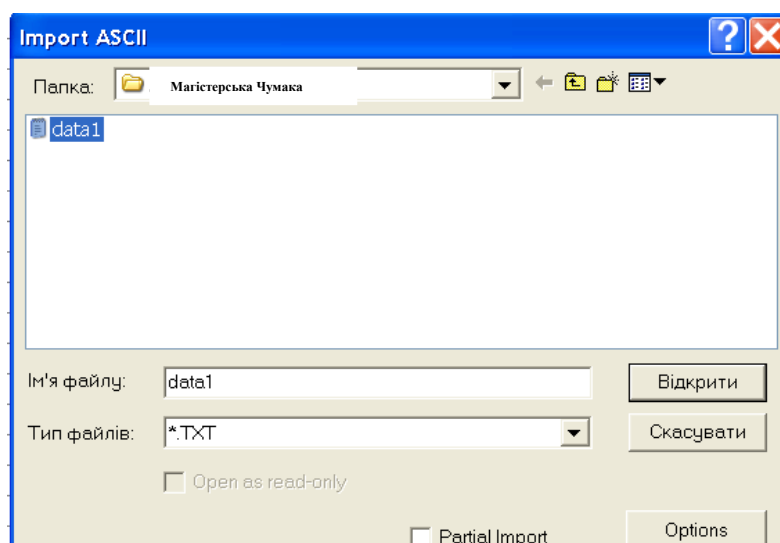 Import ASCII
Папка: Магістерська Чумака
data1
Ім'я файлу: data1 Відкрити
Тип файлів: *.TXT Скасувати
Open as read-only
Partial Import Options